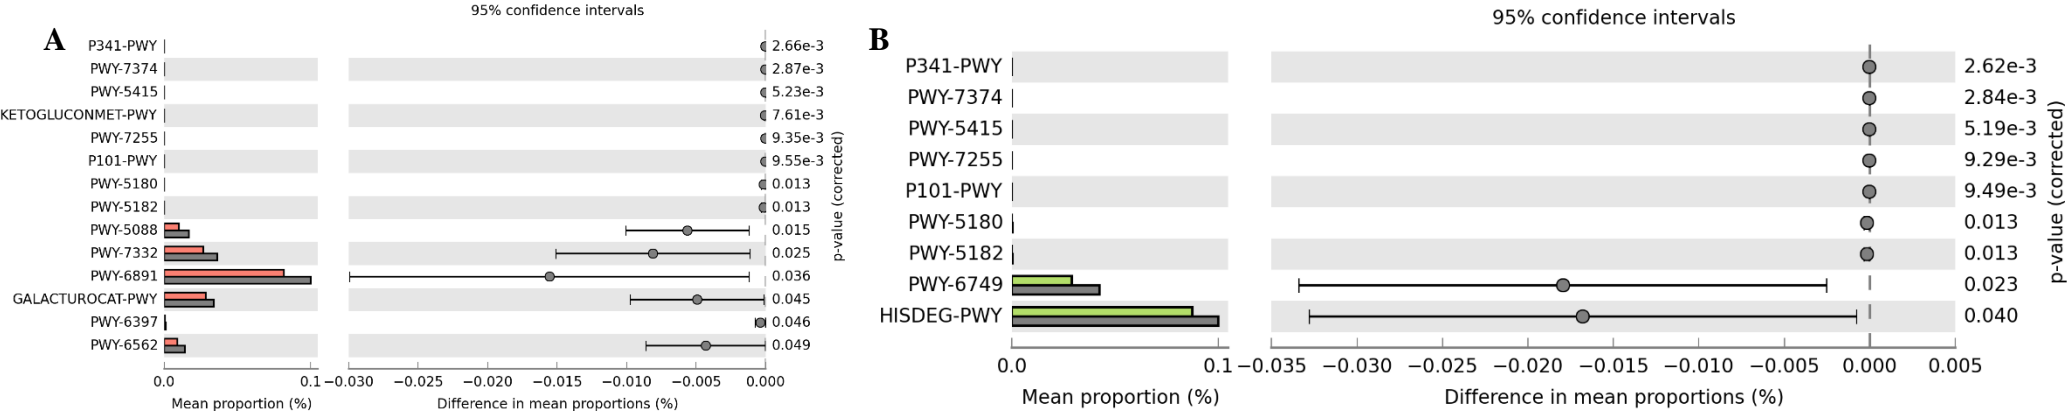 A
95% confidence intervals
P341-PWY 2.66e-3
PWY-7374 2.87e-3
PWY-5415 5.23e-3
KETOGLUCONMET-PWY 7.61e-3
PWY-7255 9.35e-3
P101-PWY 9.55e-3
PWY-5180 0.013
PWY-5182 0.013
PWY-5088 0.015
PWY-7332 0.025
PWY-6891 0.036
GALACTUROCAT-PWY 0.045
PWY-6397 0.046
PWY-6562 0.049
p-value (corrected)
0.0 0.1 −0.030 −0.025 −0.020 −0.015 −0.010 −0.005 0.000
Mean proportion (%) Difference in mean proportions (%)
B
95% confidence intervals
P341-PWY 2.62e-3
PWY-7374 2.84e-3
PWY-5415 5.19e-3
PWY-7255 9.29e-3
P101-PWY 9.49e-3
PWY-5180 0.013
PWY-5182 0.013
PWY-6749 0.023
HISDEG-PWY 0.040
p-value (corrected)
0.0 0.1 −0.035 −0.030 −0.025 −0.020 −0.015 −0.010 −0.005 0.000 0.005
Mean proportion (%) Difference in mean proportions (%)